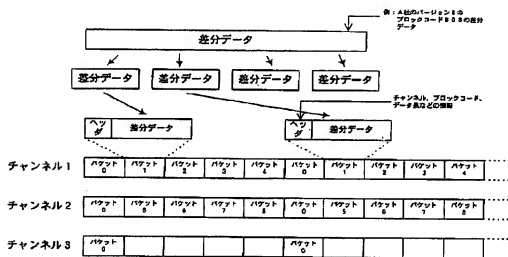 例：A社のバージョン5の
ブロックコード503の差分
データ
差分データ
差分データ 差分データ 差分データ 差分データ
チャンネル、ブロックコード、
データ長などの情報
ヘッダ 差分データ ヘッダ 差分データ
チャンネル1 パケット0 パケット1 パケット2 パケット3 パケット4 パケット0 パケット1 パケット2 パケット3 パケット4
チャンネル2 パケット0 パケット5 パケット6 パケット7 パケット8 パケット0 パケット5 パケット6 パケット7 パケット8
チャンネル3 パケット0 パケット0